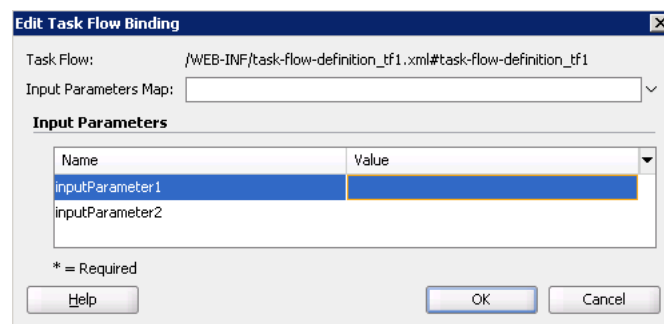 Edit Task Flow Binding
Task Flow: /WEB-INF/task-flow-definition_tf1.xml#task-flow-definition_tf1
Input Parameters Map:
Input Parameters
Name Value
inputParameter1
inputParameter2
* = Required
Help OK Cancel